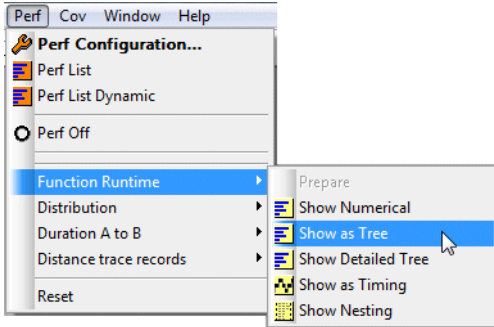 Perf Cov Window Help
Perf Configuration...
Perf List
Perf List Dynamic
Perf Off
Function Runtime
Distribution
Duration A to B
Distance trace records
Reset
Prepare
Show Numerical
Show as Tree
Show Detailed Tree
Show as Timing
Show Nesting